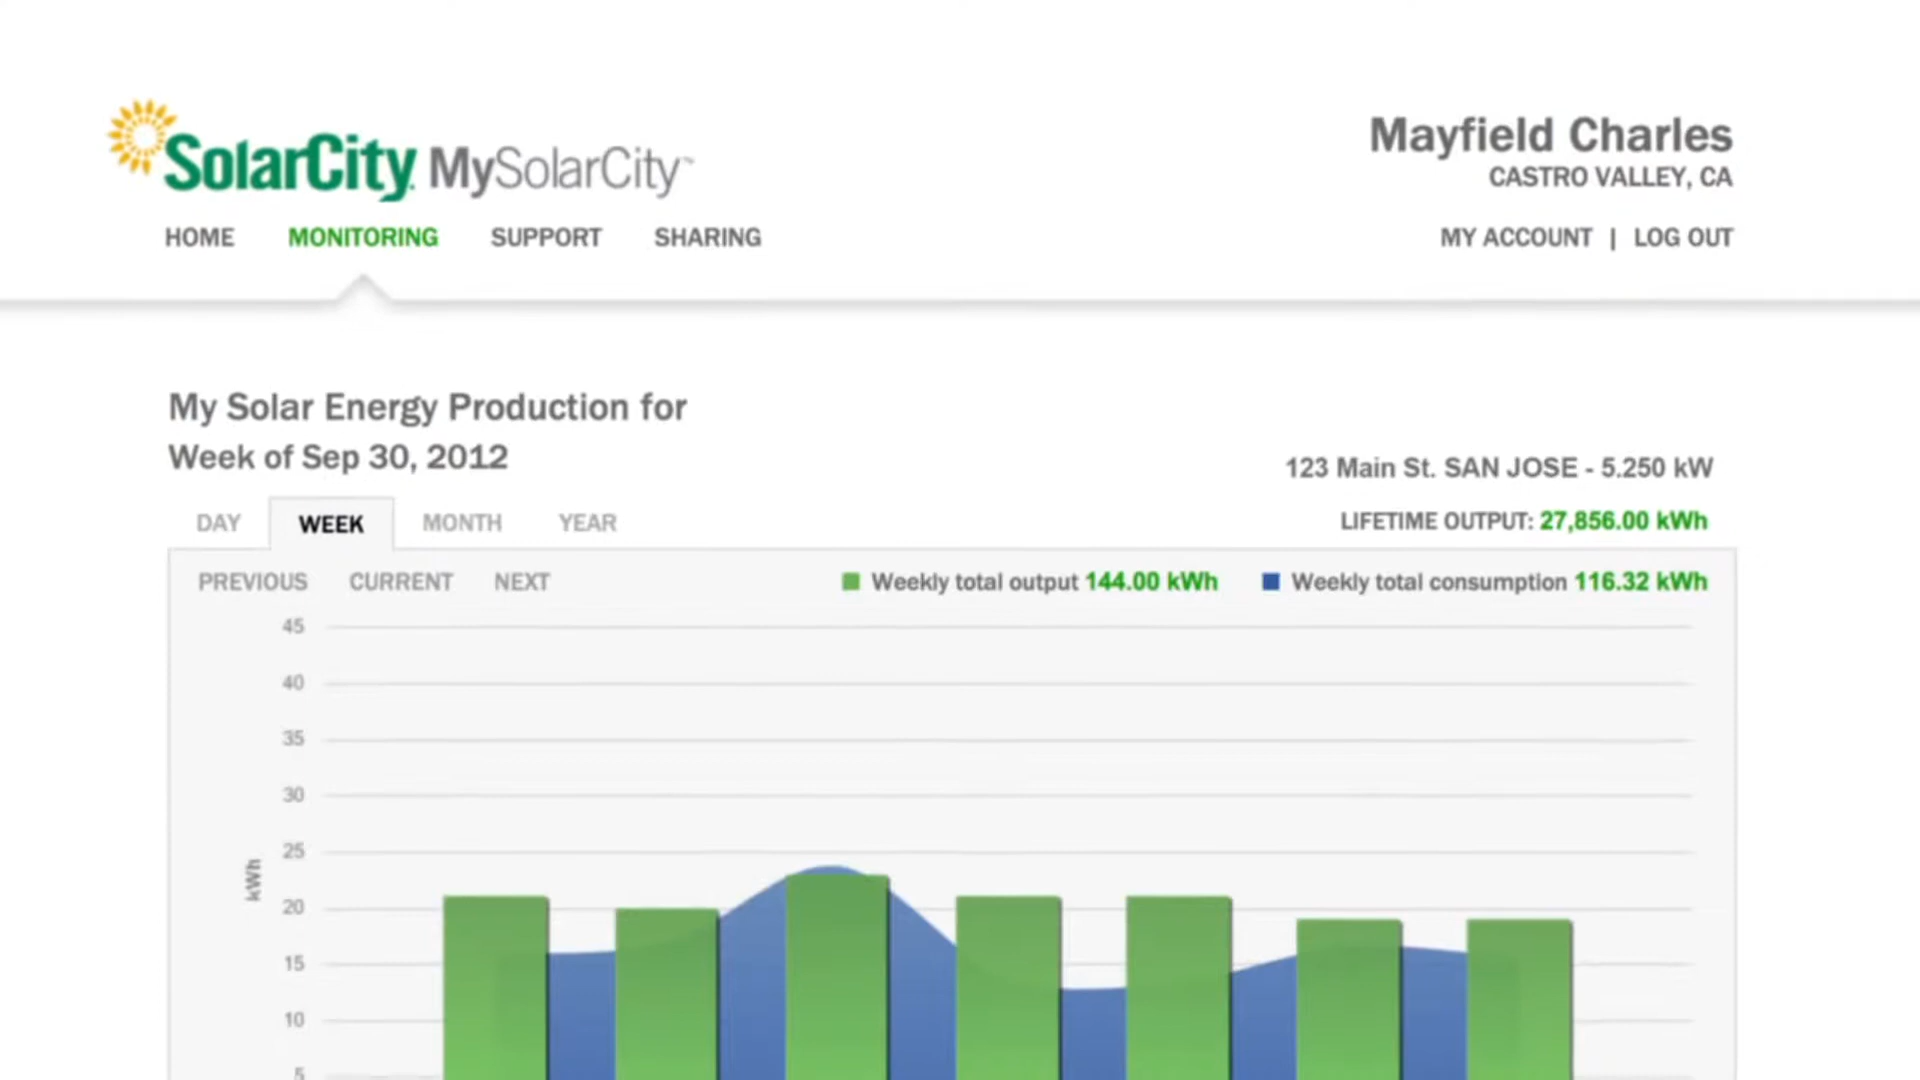 SolarCity MySolarCity™
Mayfield Charles
CASTRO VALLEY, CA
HOME MONITORING SUPPORT SHARING
MY ACCOUNT | LOG OUT
My Solar Energy Production for
Week of Sep 30, 2012
123 Main St. SAN JOSE - 5.250 kW
DAY WEEK MONTH YEAR
LIFETIME OUTPUT: 27,856.00 kWh
PREVIOUS CURRENT NEXT
Weekly total output 144.00 kWh
Weekly total consumption 116.32 kWh
45
40
35
30
25
kWh
20
15
10
5